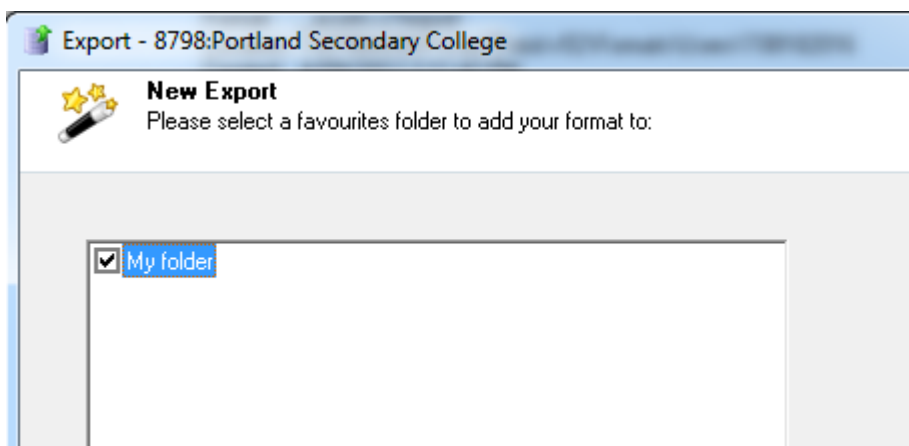 Export - 8798:Portland Secondary College
New Export
Please select a favourites folder to add your format to:
My folder